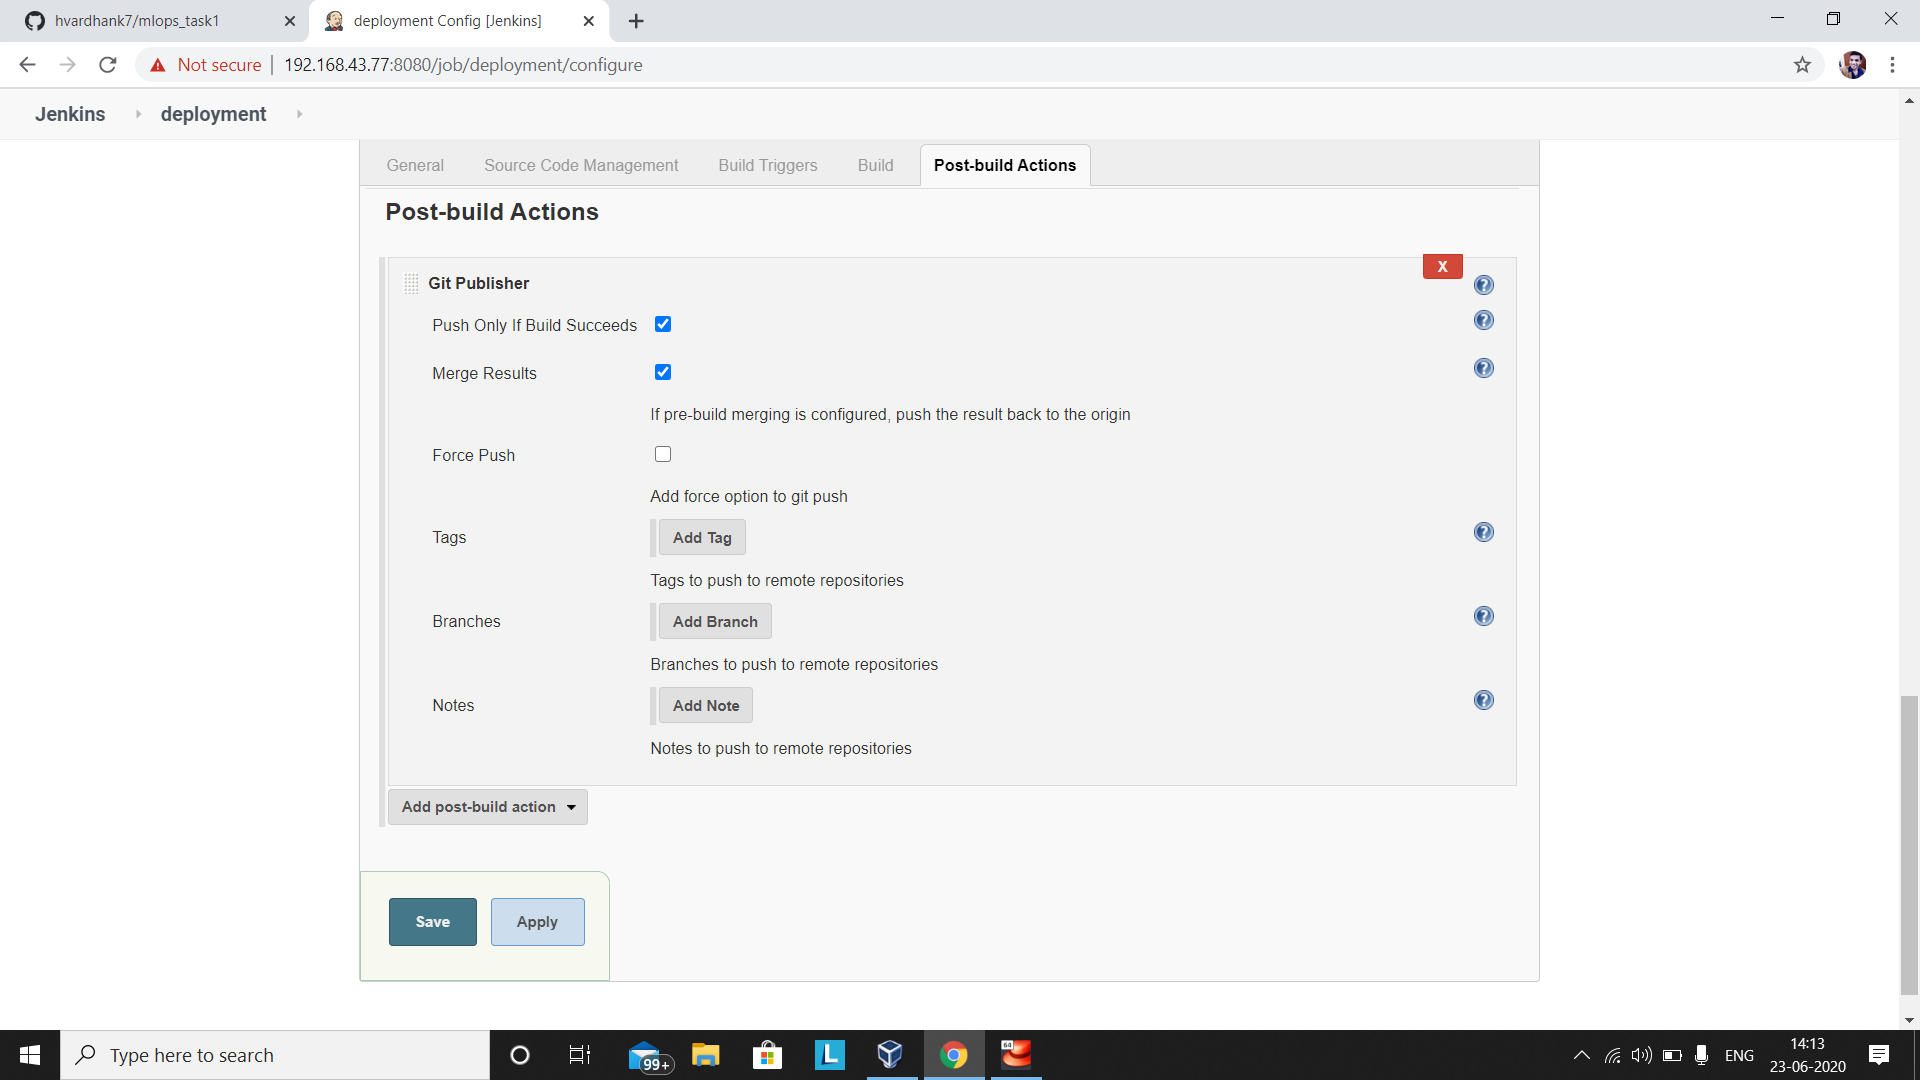 hvardhank7/mlops_task1
deployment Config [Jenkins]
Not secure
192.168.43.77:8080/job/deployment/configure
Jenkins
deployment
General
Source Code Management
Build Triggers
Build
Post-build Actions
Post-build Actions
X
Git Publisher
Push Only If Build Succeeds
Merge Results
If pre-build merging is configured, push the result back to the origin
Force Push
Add force option to git push
Tags
Add Tag
Tags to push to remote repositories
Branches
Add Branch
Branches to push to remote repositories
Notes
Add Note
Notes to push to remote repositories
Add post-build action
Save
Apply
Type here to search
99+
L
64
ENG
14:13
23-06-2020